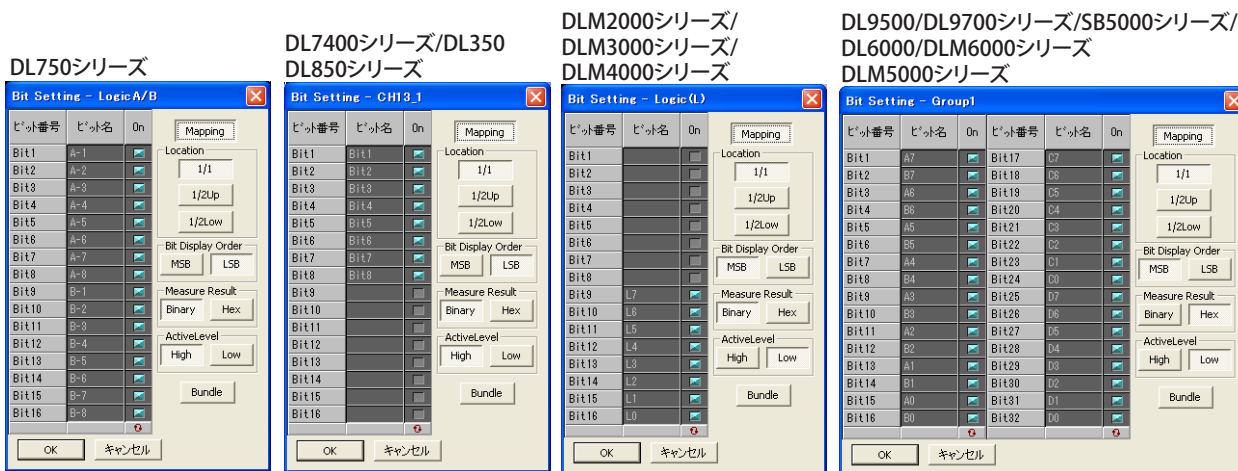 DL750シリーズ
Bit Setting - LogicA/B
ビット番号 ビット名 On
Bit1 A-1
Bit2 A-2
Bit3 A-3
Bit4 A-4
Bit5 A-5
Bit6 A-6
Bit7 A-7
Bit8 A-8
Bit9 B-1
Bit10 B-2
Bit11 B-3
Bit12 B-4
Bit13 B-5
Bit14 B-6
Bit15 B-7
Bit16 B-8
Mapping
Location
1/1
1/2Up
1/2Low
Bit Display Order
MSB LSB
Measure Result
Binary Hex
ActiveLevel
High Low
Bundle
OK キャンセル
DL7400シリーズ/DL350
DL850シリーズ
Bit Setting - CH13_1
ビット番号 ビット名 On
Bit1 Bit1
Bit2 Bit2
Bit3 Bit3
Bit4 Bit4
Bit5 Bit5
Bit6 Bit6
Bit7 Bit7
Bit8 Bit8
Bit9
Bit10
Bit11
Bit12
Bit13
Bit14
Bit15
Bit16
Mapping
Location
1/1
1/2Up
1/2Low
Bit Display Order
MSB LSB
Measure Result
Binary Hex
ActiveLevel
High Low
Bundle
OK キャンセル
DLM2000シリーズ/
DLM3000シリーズ/
DLM4000シリーズ
Bit Setting - Logic(L)
ビット番号 ビット名 On
Bit1
Bit2
Bit3
Bit4
Bit5
Bit6
Bit7
Bit8
Bit9 L7
Bit10 L6
Bit11 L5
Bit12 L4
Bit13 L3
Bit14 L2
Bit15 L1
Bit16 L0
Mapping
Location
1/1
1/2Up
1/2Low
Bit Display Order
MSB LSB
Measure Result
Binary Hex
ActiveLevel
High Low
Bundle
OK キャンセル
DL9500/DL9700シリーズ/SB5000シリーズ/
DL6000/DLM6000シリーズ
DLM5000シリーズ
Bit Setting - Group1
ビット番号 ビット名 On ビット番号 ビット名 On
Bit1 A7 Bit17 C7
Bit2 B7 Bit18 C6
Bit3 A6 Bit19 C5
Bit4 B6 Bit20 C4
Bit5 A5 Bit21 C3
Bit6 B5 Bit22 C2
Bit7 A4 Bit23 C1
Bit8 B4 Bit24 C0
Bit9 A3 Bit25 D7
Bit10 B3 Bit26 D6
Bit11 A2 Bit27 D5
Bit12 B2 Bit28 D4
Bit13 A1 Bit29 D3
Bit14 B1 Bit30 D2
Bit15 A0 Bit31 D1
Bit16 B0 Bit32 D0
Mapping
Location
1/1
1/2Up
1/2Low
Bit Display Order
MSB LSB
Measure Result
Binary Hex
ActiveLevel
High Low
Bundle
OK キャンセル